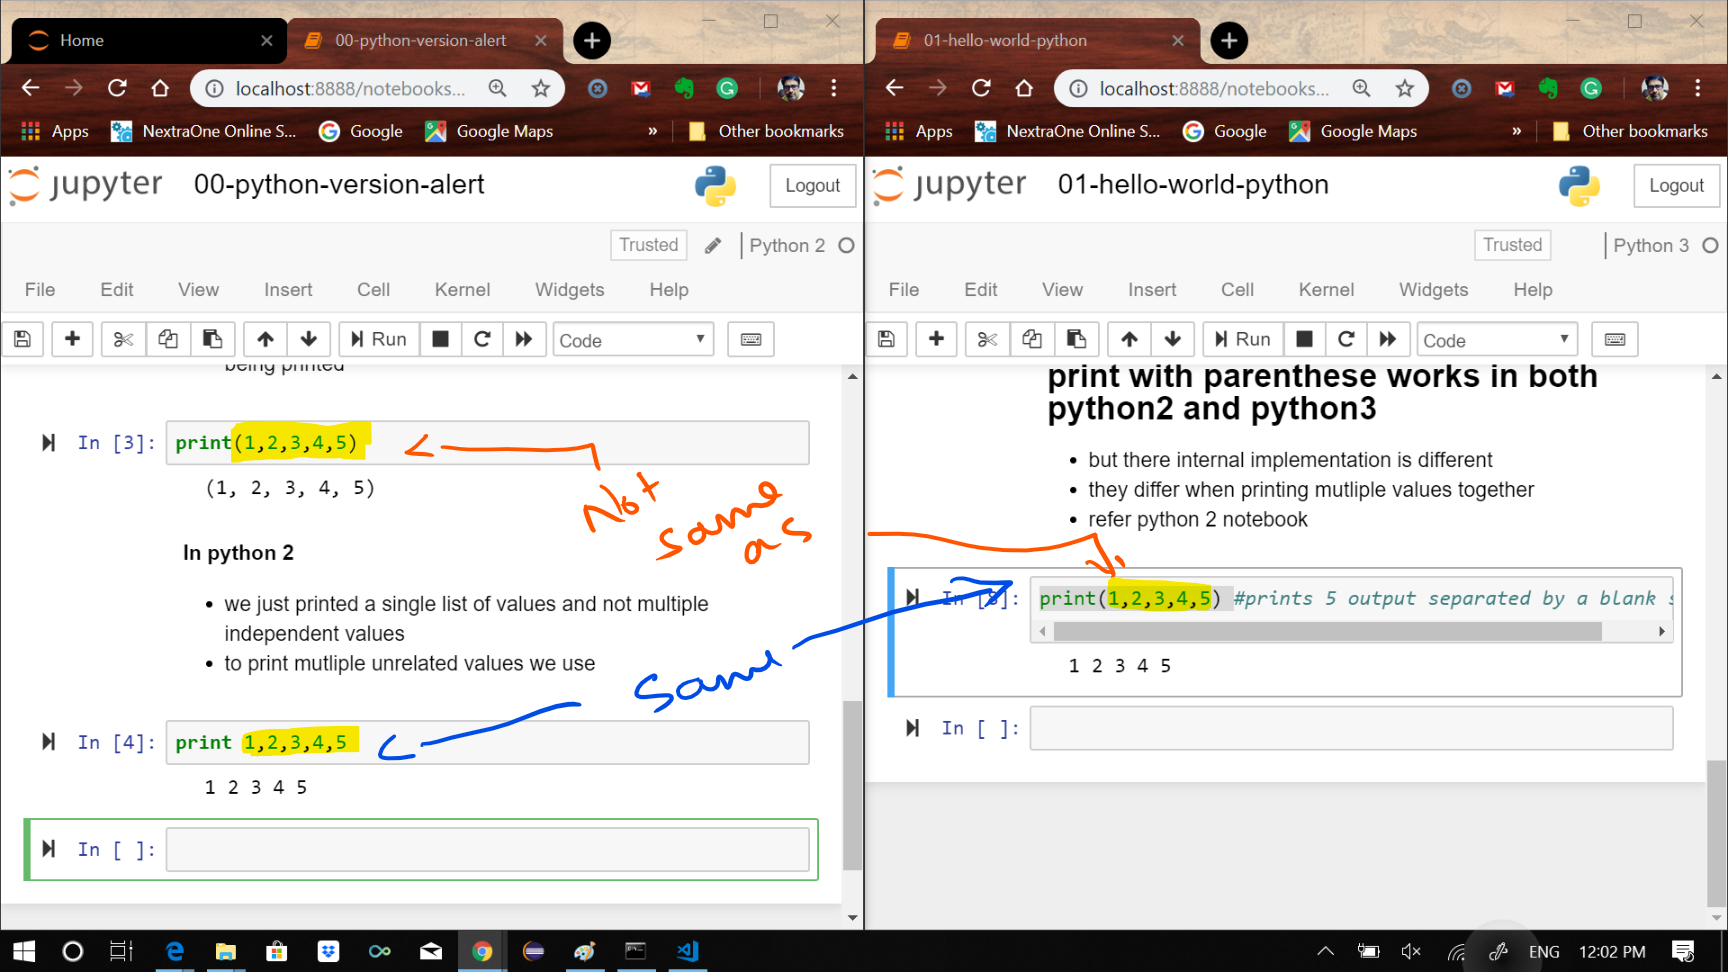 Home
00-python-version-alert
01-hello-world-python
localhost:8888/notebooks...
localhost:8888/notebooks...
Apps
NextraOne Online S...
Google
Google Maps
»
Other bookmarks
Apps
NextraOne Online S...
Google
Google Maps
»
Other bookmarks
jupyter
00-python-version-alert
Logout
Trusted
Python 2
File
Edit
View
Insert
Cell
Kernel
Widgets
Help
Run
Code
being printed
In [3]:
print(1,2,3,4,5)
(1, 2, 3, 4, 5)
Not
same
as
In python 2
• we just printed a single list of values and not multiple
independent values
• to print mutliple unrelated values we use
Same
In [4]:
print 1,2,3,4,5
1 2 3 4 5
In [ ]:
jupyter
01-hello-world-python
Logout
Trusted
Python 3
File
Edit
View
Insert
Cell
Kernel
Widgets
Help
Run
Code
print with parenthese works in both
python2 and python3
• but there internal implementation is different
• they differ when printing mutliple values together
• refer python 2 notebook
In [8]:
print(1,2,3,4,5) #prints 5 output separated by a blank s
1 2 3 4 5
In [ ]:
ENG
12:02 PM